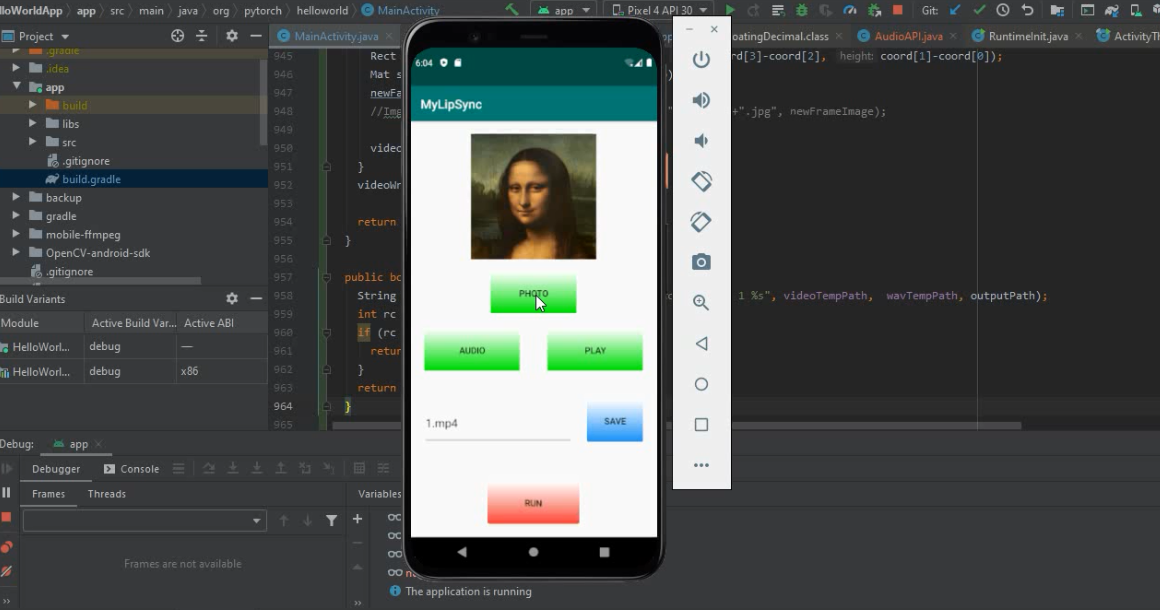 lloWorldApp app src main java org pytorch helloworld MainActivity app Pixel 4 API 30 Git:
Project MainActivity.java oatingDecimal.class AudioAPI.java RuntimeInit.java ActivityTh
.gradle
.idea
app
build
libs
src
.gitignore
build.gradle
backup
gradle
mobile-ffmpeg
OpenCV-android-sdk
.gitignore
Build Variants
Module Active Build Var... Active ABI
HelloWorl... debug —
HelloWorl... debug x86
945 Rect d[3]-coord[2], height: coord[1]-coord[0]);
946 Mat s
947 newFa
948 //Img +".jpg", newFrameImage);
949
950 video
951 }
952 videoWr
953
954 return
955 }
956
957 public bo
958 String 1 %s", videoTempPath, wavTempPath, outputPath);
959 int rc
960 if (rc
961 retur
962 }
963 return
964 }
965
6:04
MyLipSync
PHOTO
AUDIO PLAY
1.mp4 SAVE
RUN
Debug: app
Debugger Console
Frames Threads Variables
Frames are not available
The application is running